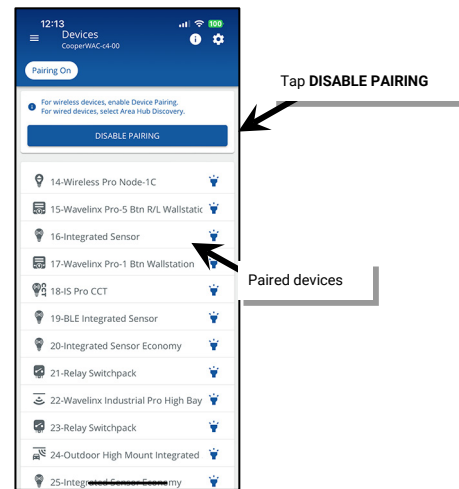 12:13
100
Devices
CooperWAC-c4-00
Pairing On
For wireless devices, enable Device Pairing.
For wired devices, select Area Hub Discovery.
DISABLE PAIRING
Tap DISABLE PAIRING
14-Wireless Pro Node-1C
15-Wavelinx Pro-5 Btn R/L Wallstatic
16-Integrated Sensor
17-Wavelinx Pro-1 Btn Wallstation
Paired devices
18-IS Pro CCT
19-BLE Integrated Sensor
20-Integrated Sensor Economy
21-Relay Switchpack
22-Wavelinx Industrial Pro High Bay
23-Relay Switchpack
24-Outdoor High Mount Integrated
25-Integrated Sensor Economy